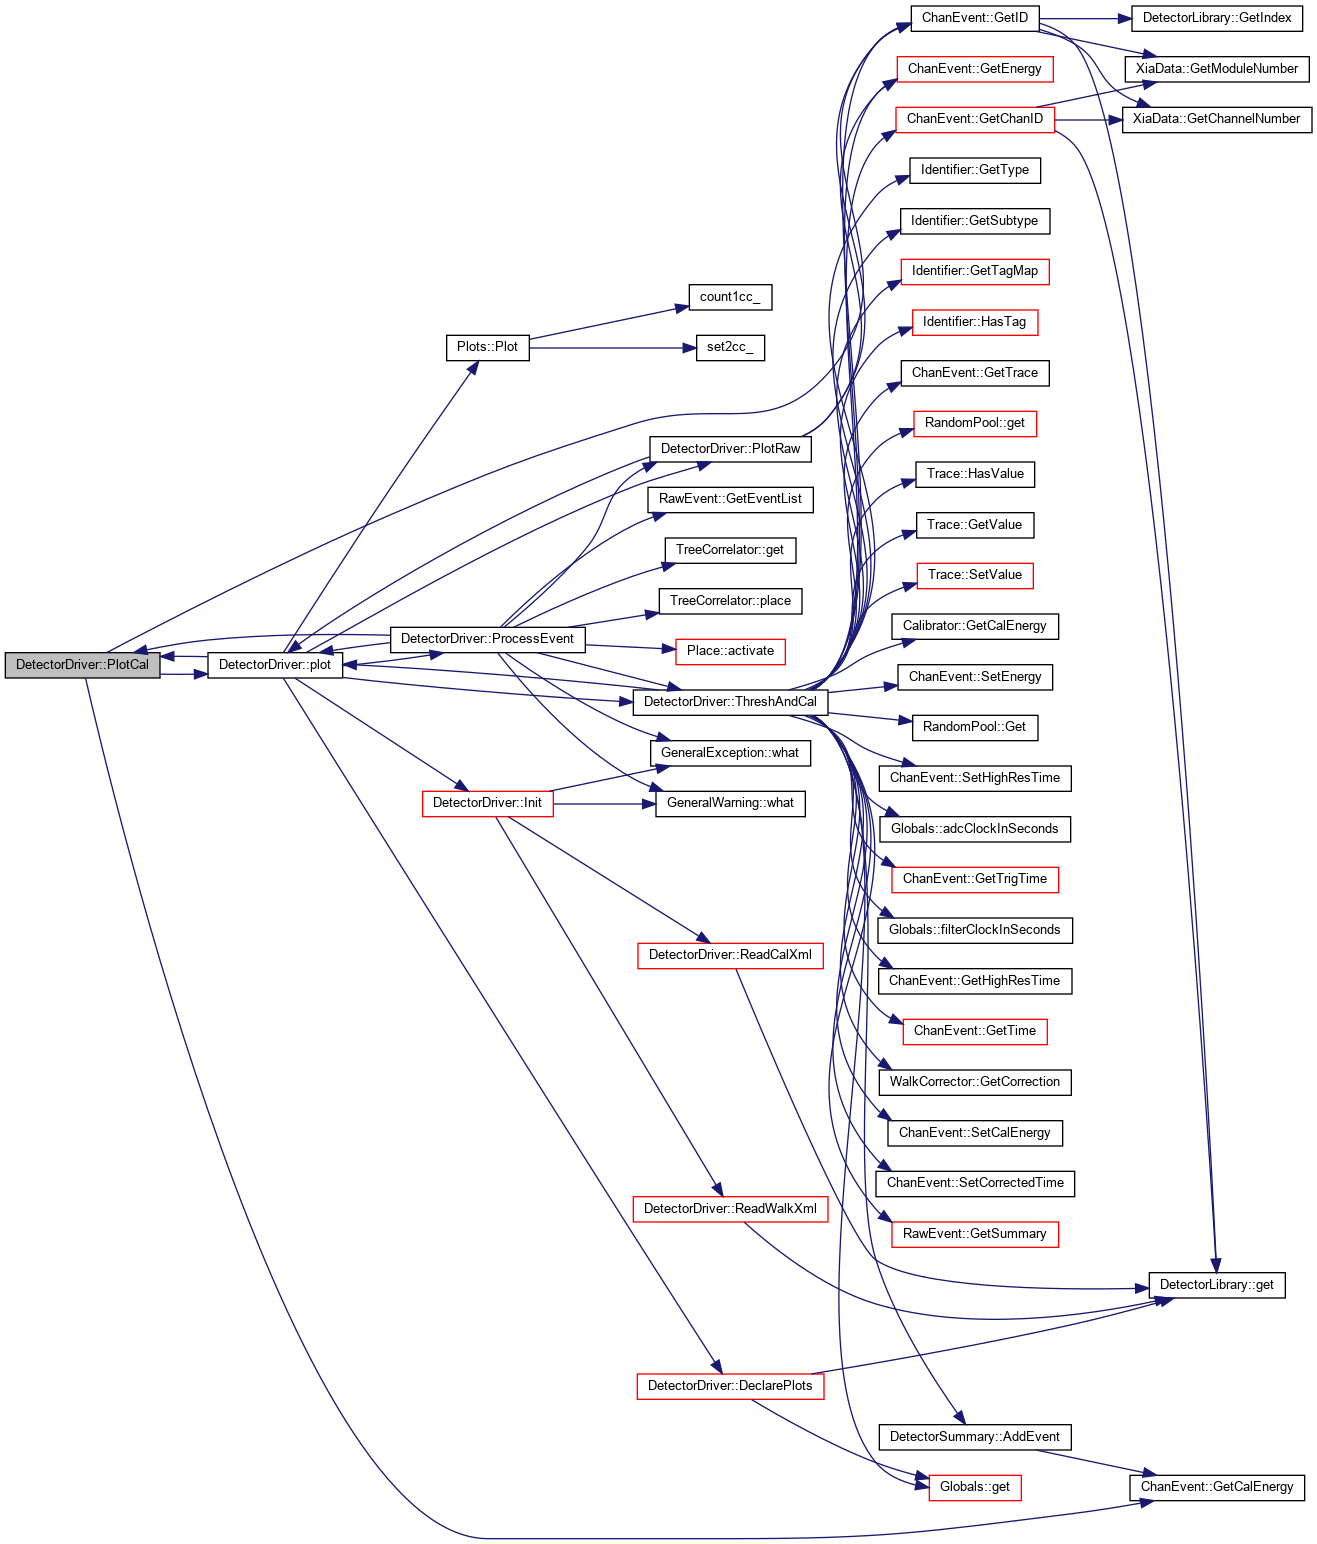 ChanEvent::GetID
DetectorLibrary::GetIndex
ChanEvent::GetEnergy
XiaData::GetModuleNumber
ChanEvent::GetChanID
XiaData::GetChannelNumber
Identifier::GetType
Identifier::GetSubtype
Identifier::GetTagMap
count1cc_
Identifier::HasTag
Plots::Plot
set2cc_
ChanEvent::GetTrace
RandomPool::get
DetectorDriver::PlotRaw
Trace::HasValue
RawEvent::GetEventList
Trace::GetValue
TreeCorrelator::get
Trace::SetValue
TreeCorrelator::place
Calibrator::GetCalEnergy
DetectorDriver::ProcessEvent
Place::activate
DetectorDriver::PlotCal
DetectorDriver::plot
ChanEvent::SetEnergy
DetectorDriver::ThreshAndCal
RandomPool::Get
GeneralException::what
ChanEvent::SetHighResTime
DetectorDriver::Init
GeneralWarning::what
Globals::adcClockInSeconds
ChanEvent::GetTrigTime
Globals::filterClockInSeconds
DetectorDriver::ReadCalXml
ChanEvent::GetHighResTime
ChanEvent::GetTime
WalkCorrector::GetCorrection
ChanEvent::SetCalEnergy
ChanEvent::SetCorrectedTime
DetectorDriver::ReadWalkXml
RawEvent::GetSummary
DetectorLibrary::get
DetectorDriver::DeclarePlots
DetectorSummary::AddEvent
Globals::get
ChanEvent::GetCalEnergy